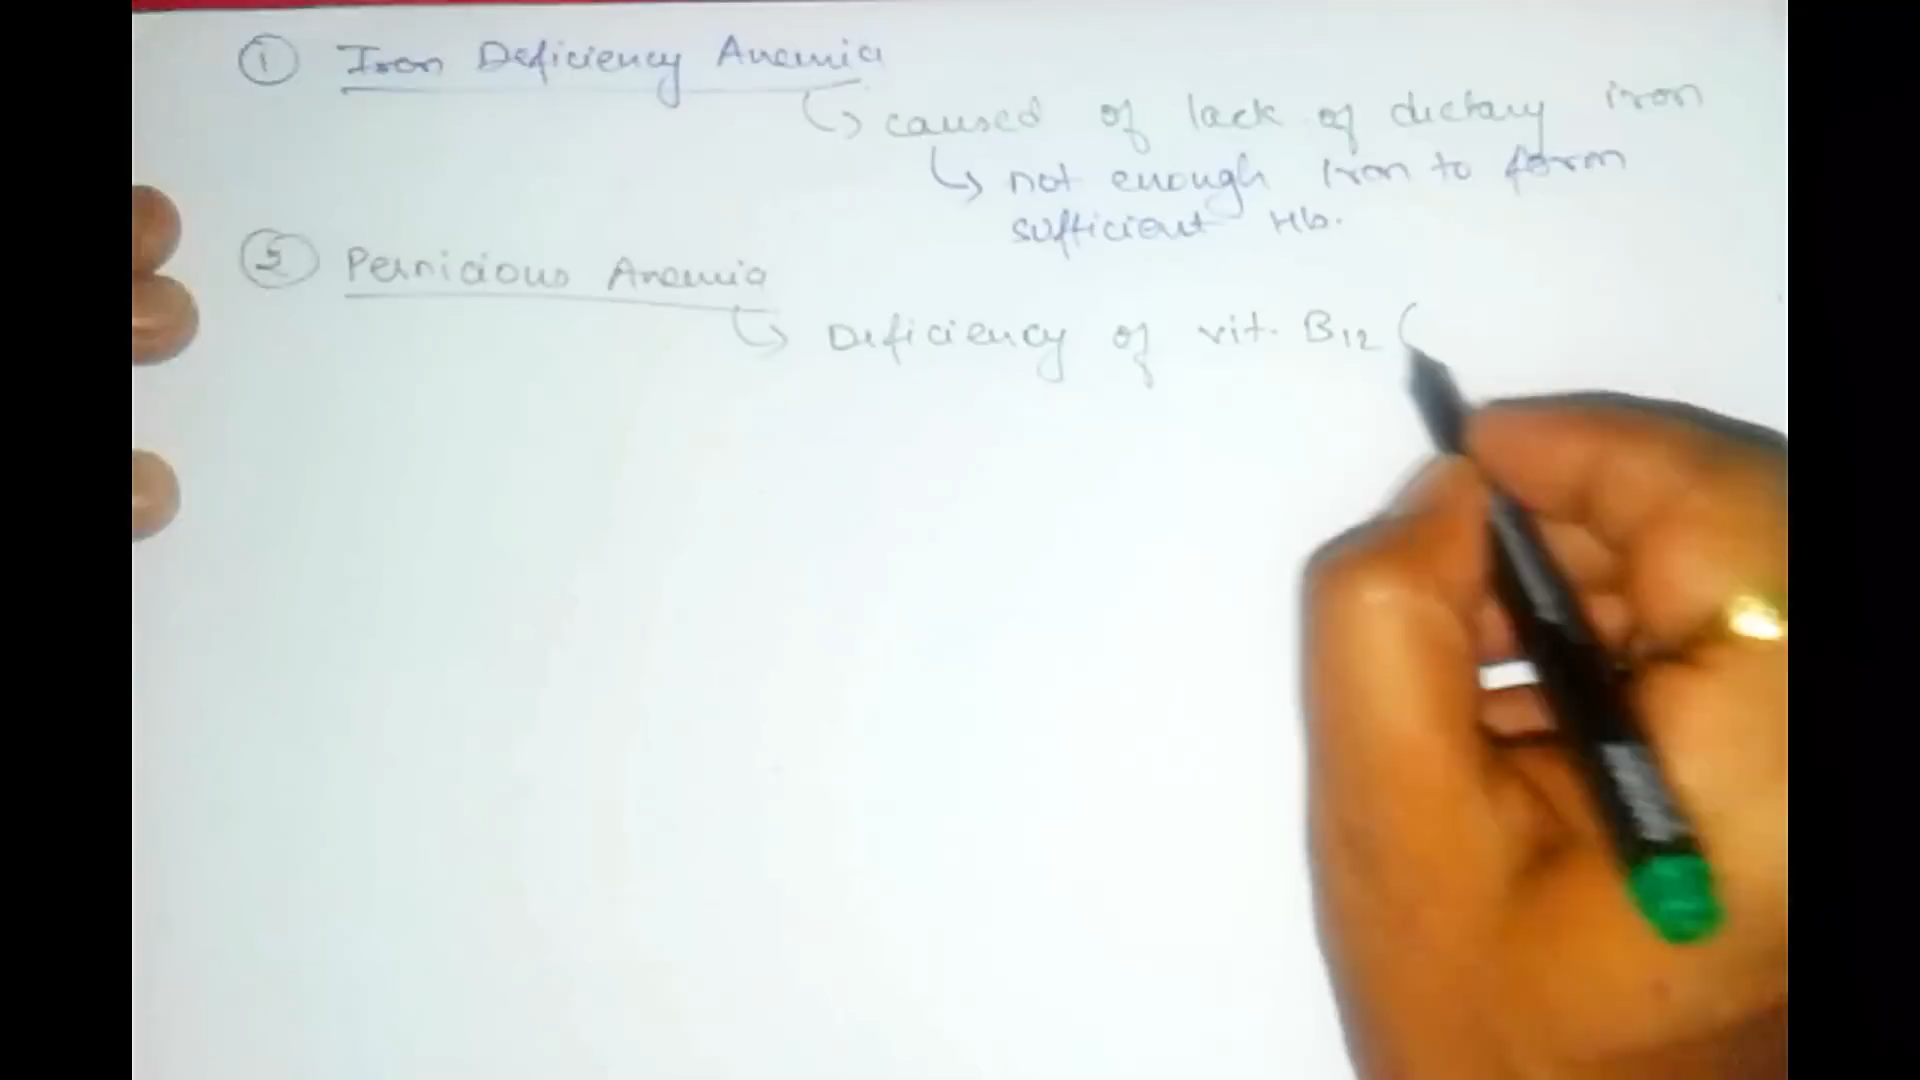 ① Iron Deficiency Anemia
↳ caused of lack of dietary iron
↳ not enough Iron to form
sufficient Hb.
② Pernicious Anemia
↳ Deficiency of vit. B12 (